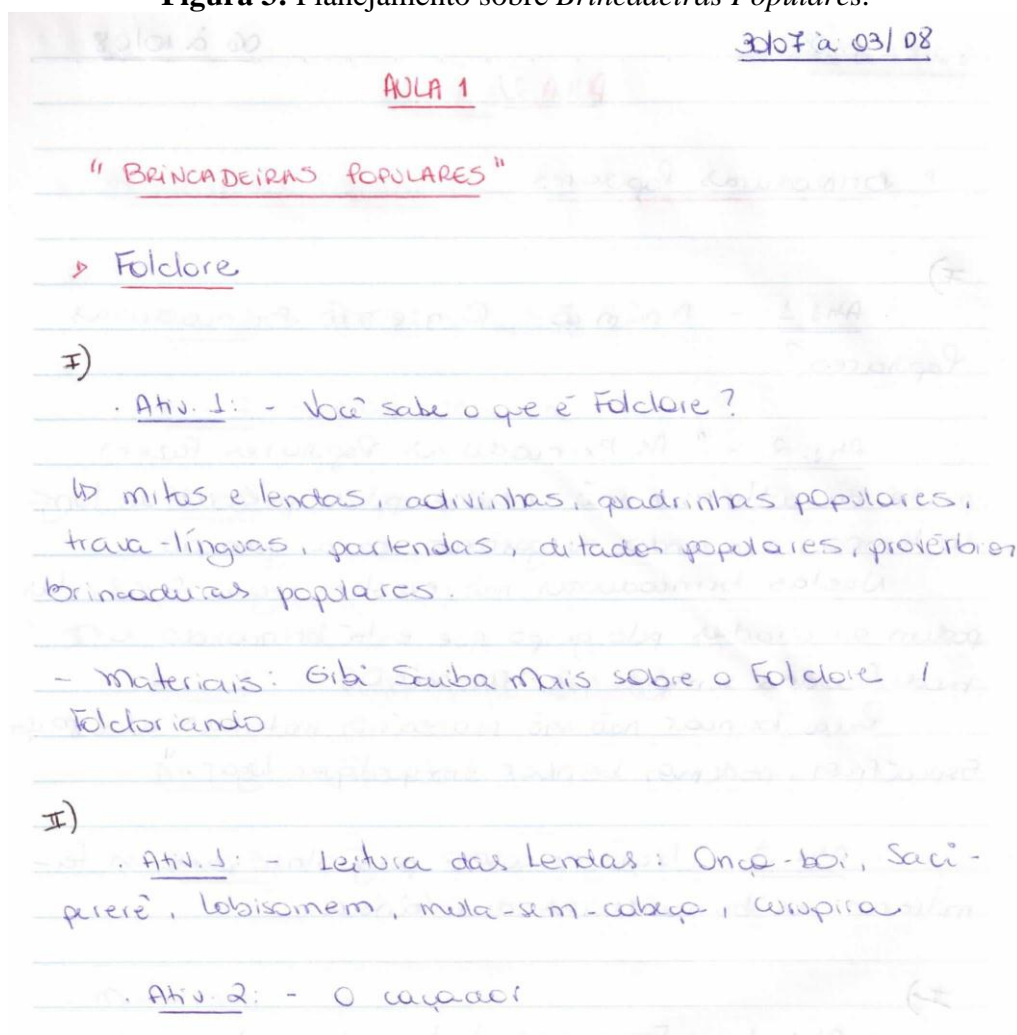 Figura 3: Planejamento sobre Brincadeiras Populares.
30/07 à 03/08
AULA 1
"BRINCADEIRAS POPULARES"
Folclore
I)
. Ativ. 1: - Você sabe o que é Folclore?
mitos e lendas, adivinhas, quadrinhas populares,
trava-línguas, parlendas, ditados populares, provérbios
brincadeiras populares.
- Materiais: Gibi Saiba Mais sobre o Folclore /
Folcloriando
II)
. Ativ. 1: - Leitura das Lendas: Onça-boi, Saci-
pererê, Lobisomem, mula-sem-cabeça, curupira
. Ativ. 2: - O caçador